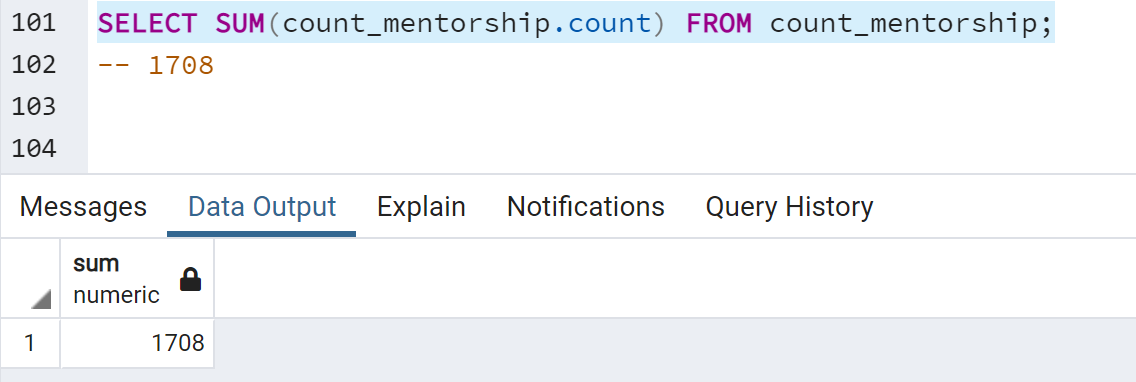 101 SELECT SUM(count_mentorship.count) FROM count_mentorship;
102 -- 1708
103
104
Messages Data Output Explain Notifications Query History
sum
numeric
1 1708